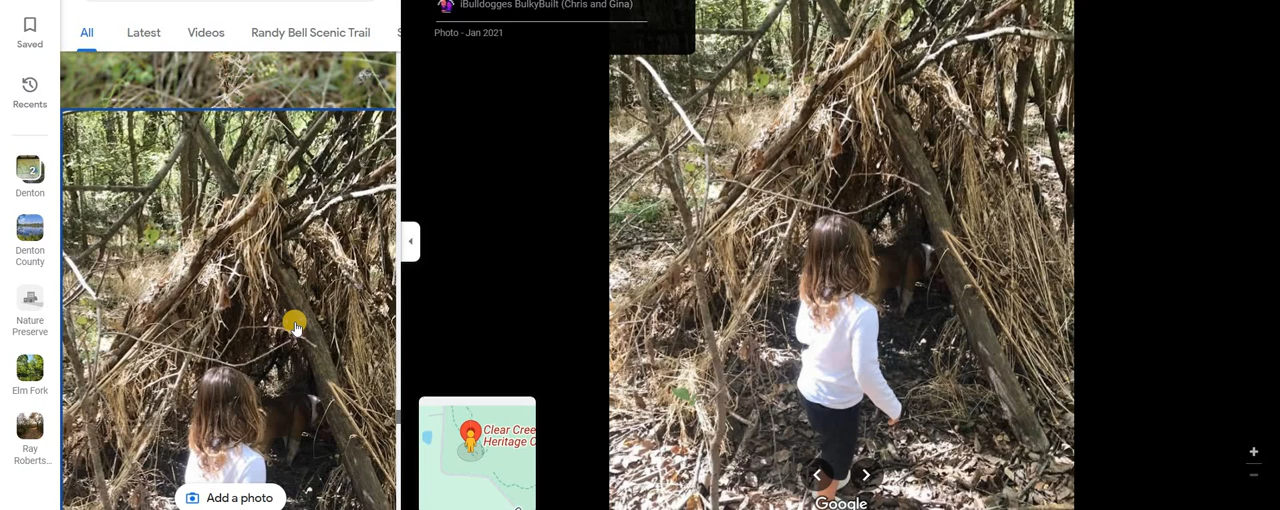 Saved
Recents
2
Denton
Denton
County
Nature
Preserve
Elm Fork
Ray
Roberts...
All
Latest
Videos
Randy Bell Scenic Trail
Add a photo
iBulldogges BulkyBuilt (Chris and Gina)
Photo - Jan 2021
Clear Cree
Heritage C
Google